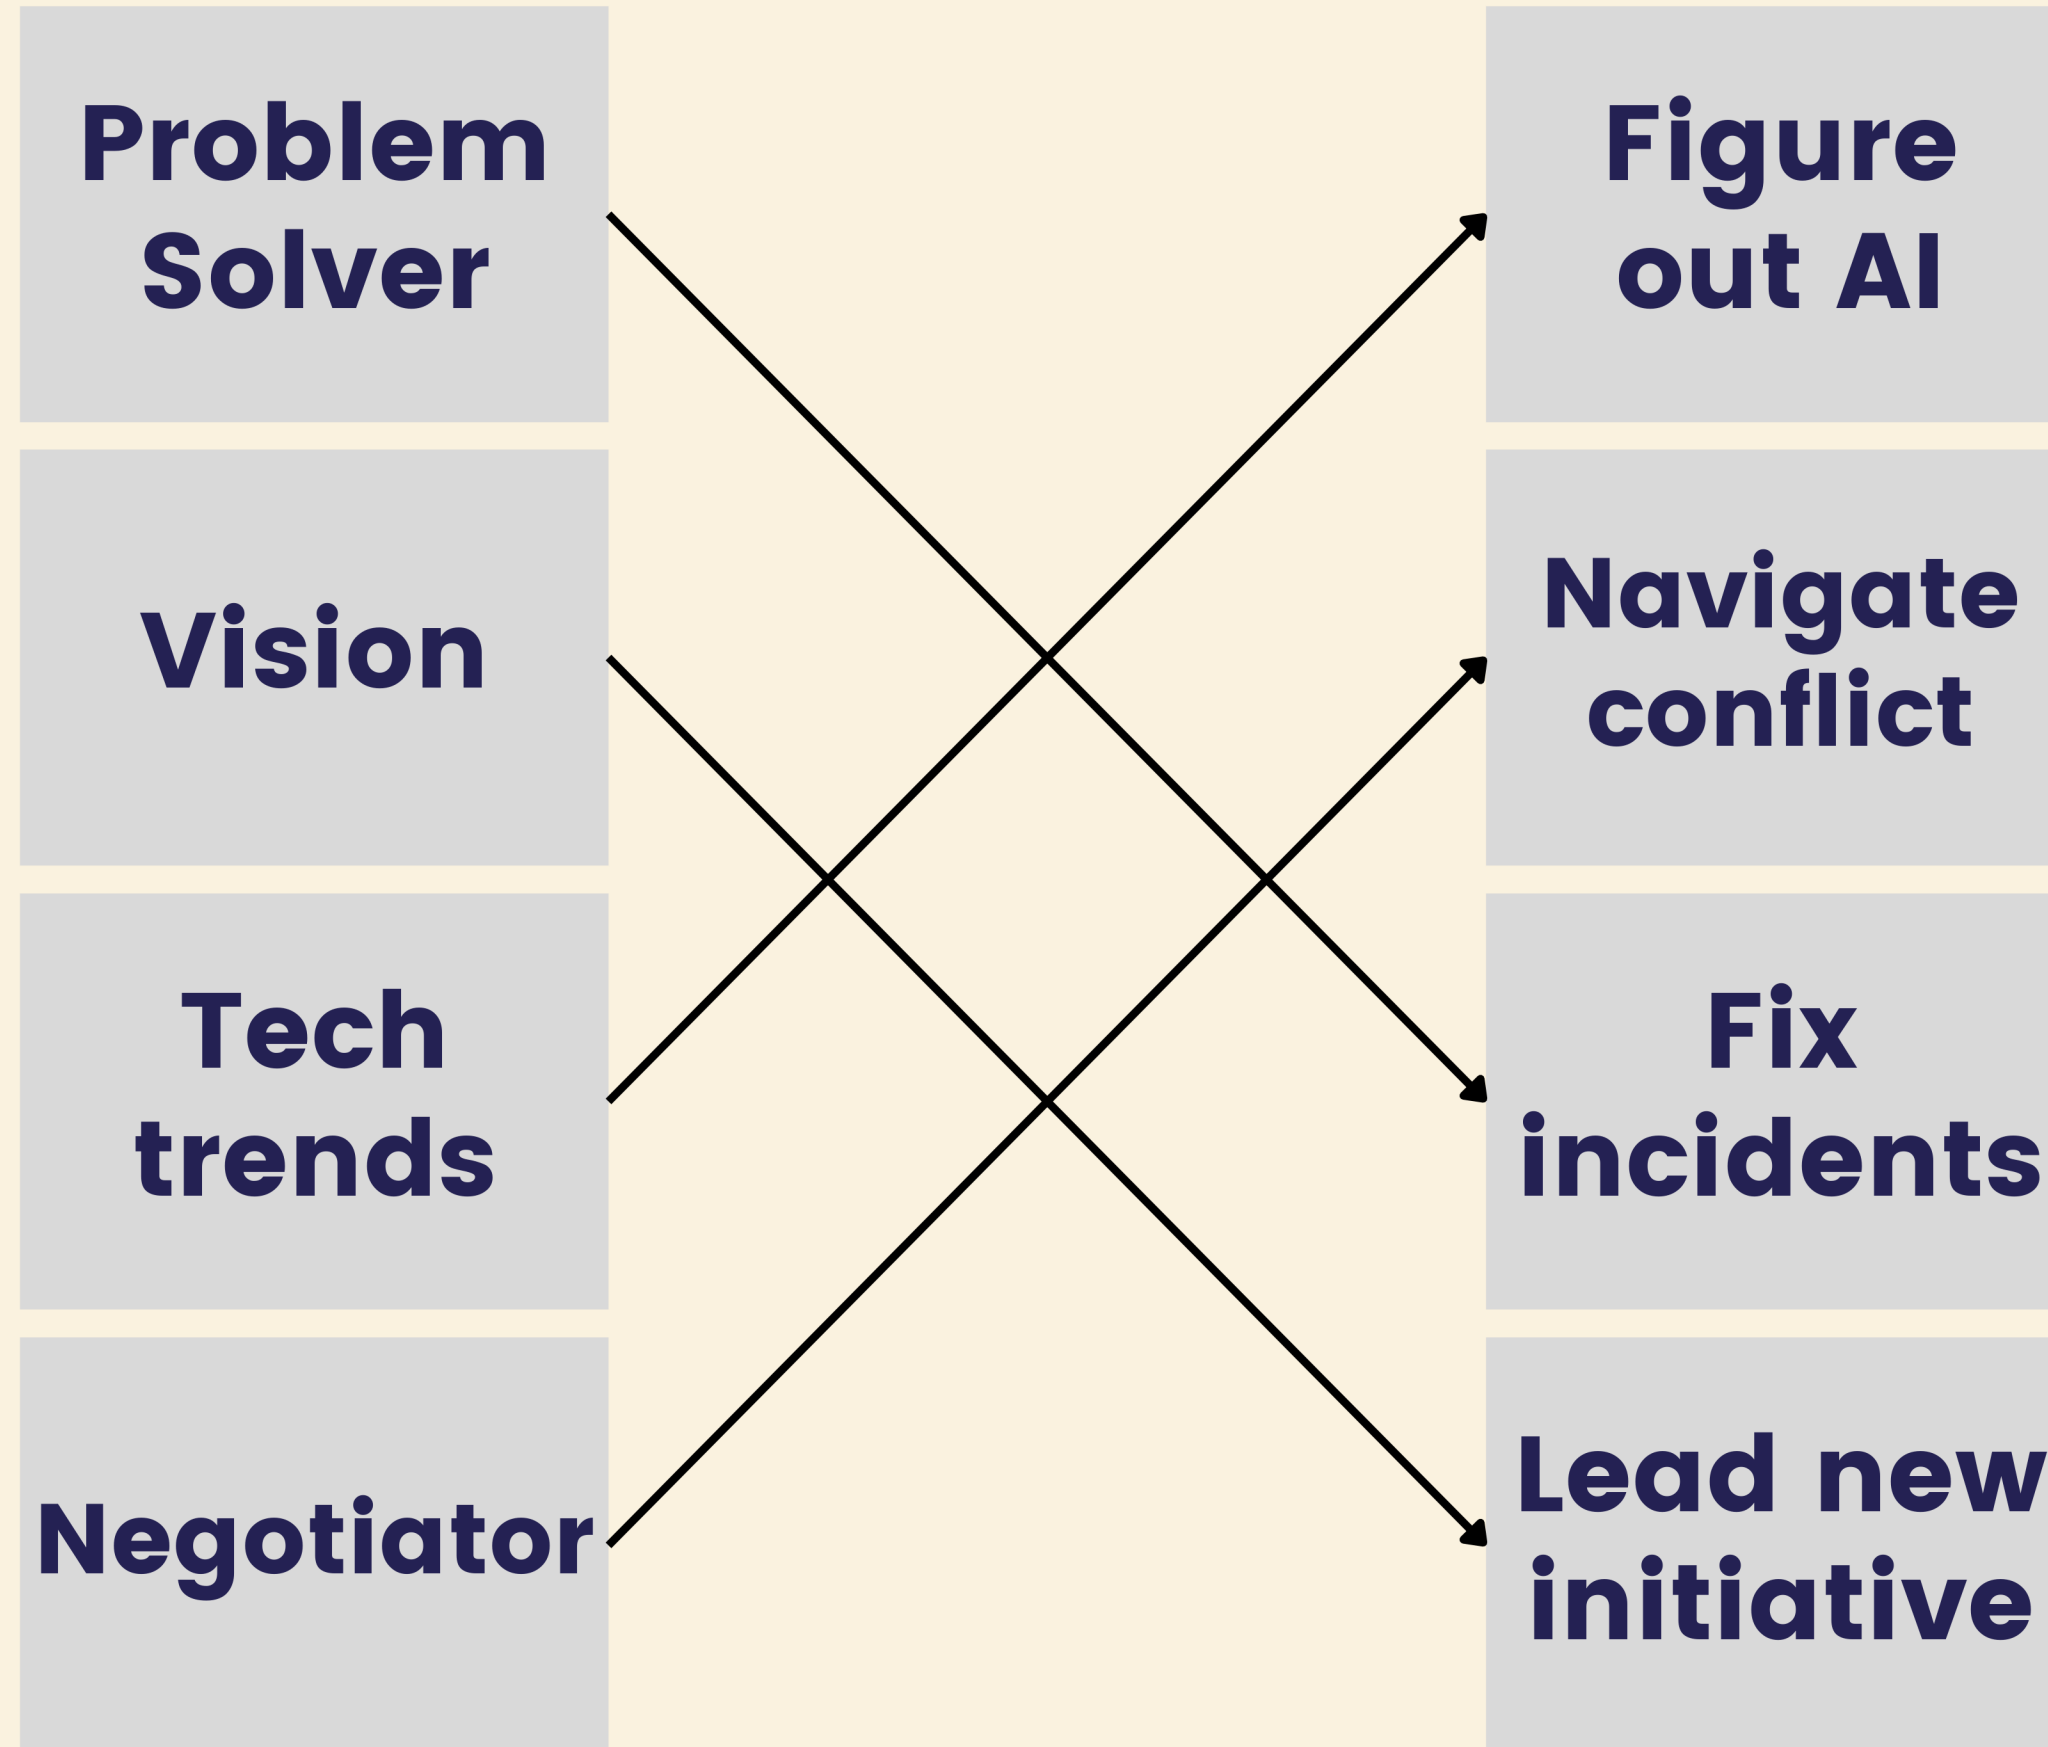 Problem
Solver
Vision
Tech
trends
Negotiator
Figure
out AI
Navigate
conflict
Fix
incidents
Lead new
initiative